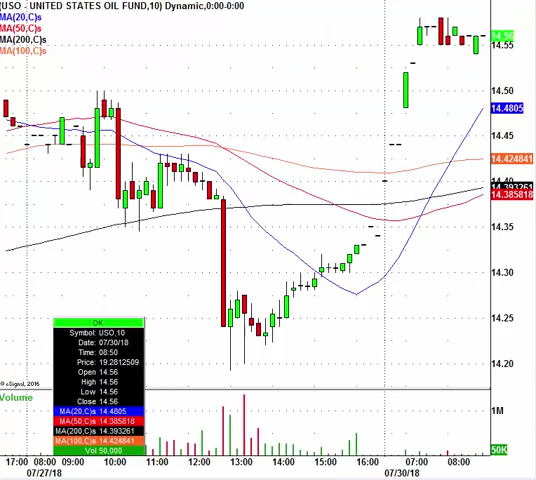 (USO - UNITED STATES OIL FUND,10) Dynamic,0:00-0:00
MA(20,C)s
MA(50,C)s
MA(200,C)s
MA(100,C)s
14.56
14.55
14.50
14.4805
14.45
14.424841
14.40
14.393261
14.385818
14.35
14.30
14.25
14.20
OK
Symbol: USO,10
Date: 07/30/18
Time: 08:50
Price: 19.2812509
Open 14.56
High 14.56
Low 14.56
Close 14.56
MA(20,C)s 14.4805
MA(50,C)s 14.385818
MA(200,C)s 14.393261
MA(100,C)s 14.424841
Vol 50,000
© eSignal, 2016
Volume
1M
50K
17:00 08:00 09:00 10:00 11:00 12:00 13:00 14:00 15:00 16:00 07:00 08:00
07/27/18 07/30/18